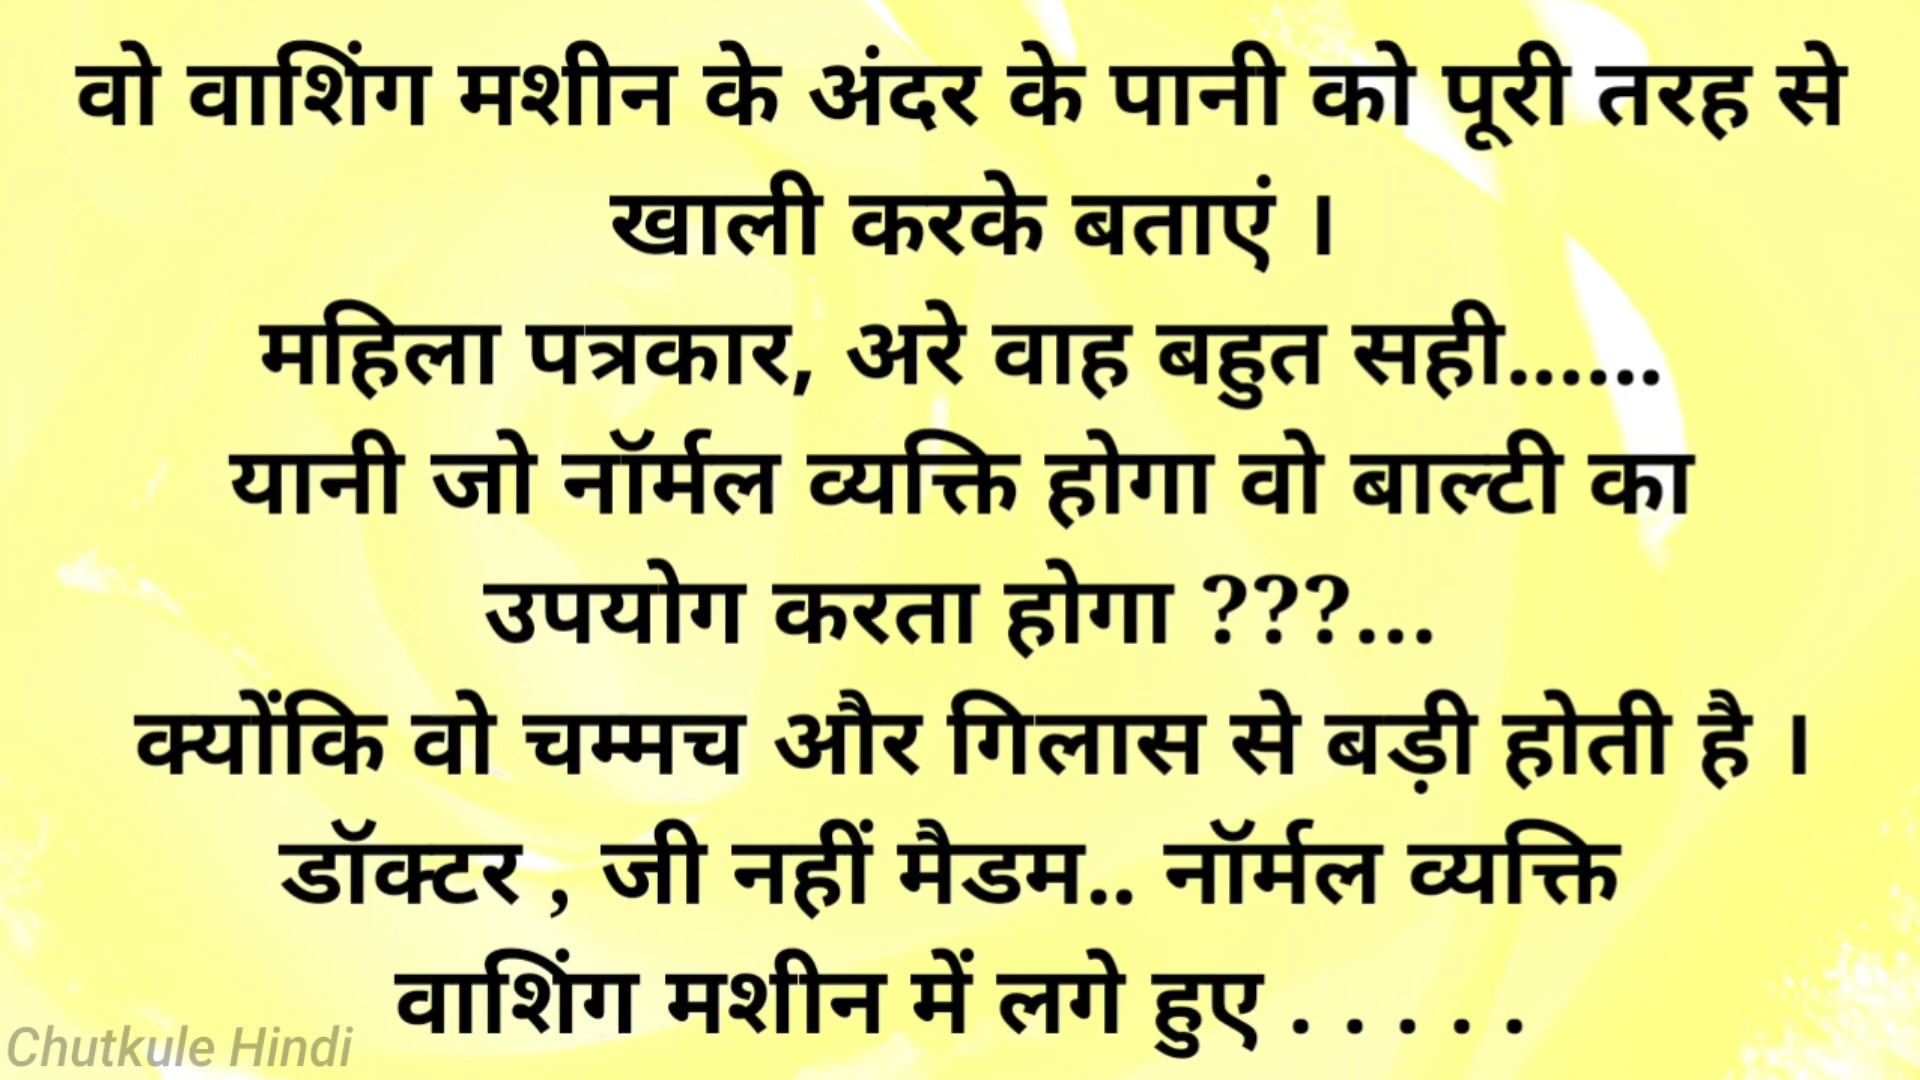 वो वाशिंग मशीन के अंदर के पानी को पूरी तरह से
खाली करके बताएं ।
महिला पत्रकार, अरे वाह बहुत सही......
यानी जो नॉर्मल व्यक्ति होगा वो बाल्टी का
उपयोग करता होगा ???...
क्योंकि वो चम्मच और गिलास से बड़ी होती है ।
डॉक्टर , जी नहीं मैडम.. नॉर्मल व्यक्ति
वाशिंग मशीन में लगे हुए . . . . .
Chutkule Hindi